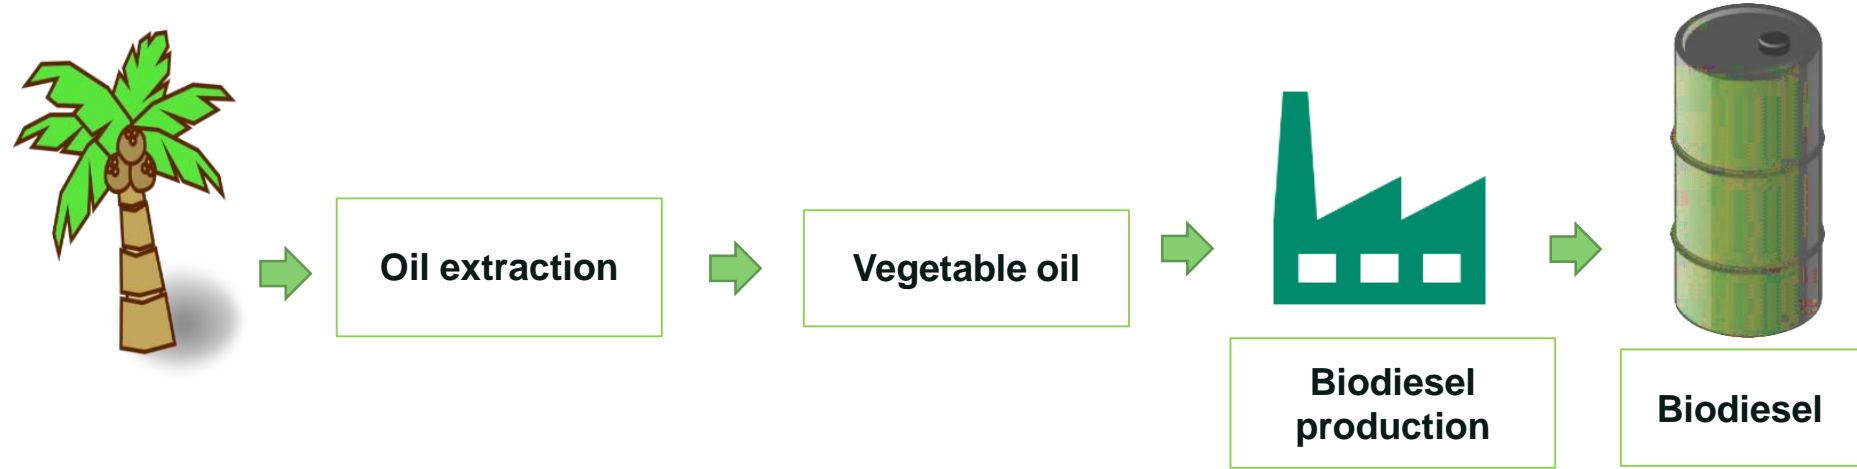 Oil extraction
Vegetable oil
Biodiesel
production
Biodiesel